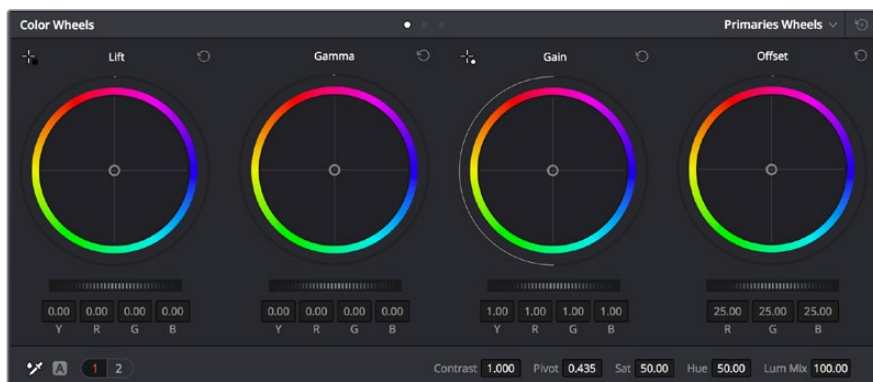 Color Wheels Primaries Wheels
Lift Gamma Gain Offset
0.00 0.00 0.00 0.00 0.00 0.00 0.00 0.00 1.00 1.00 1.00 1.00 25.00 25.00 25.00
Y R G B Y R G B Y R G B R G B
A 1 2 Contrast 1.000 Pivot 0.435 Sat 50.00 Hue 50.00 Lum Mix 100.00